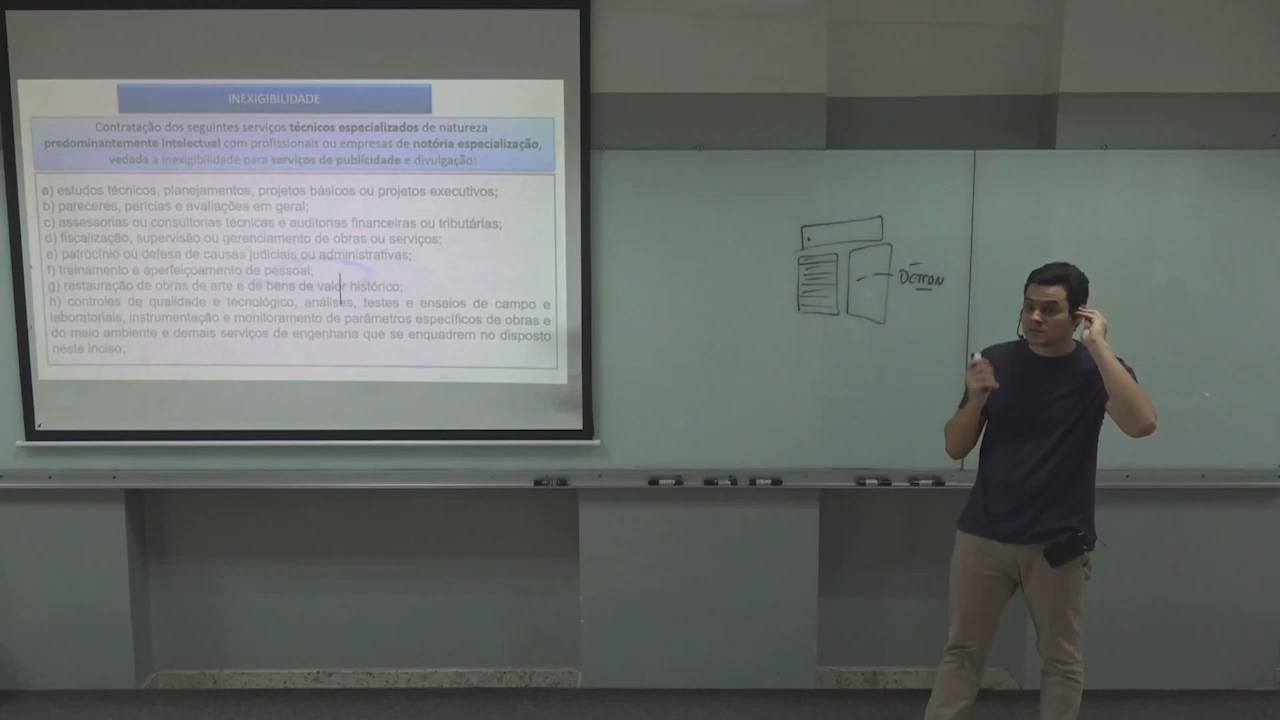 INEXIGIBILIDADE
Contratação dos seguintes serviços técnicos especializados de natureza
predominantemente intelectual com profissionais ou empresas de notória especialização,
vedada a inexigibilidade para serviços de publicidade e divulgação:
a) estudos técnicos, planejamentos, projetos básicos ou projetos executivos;
b) pareceres, perícias e avaliações em geral;
c) assessorias ou consultorias técnicas e auditorias financeiras ou tributárias;
d) fiscalização, supervisão ou gerenciamento de obras ou serviços;
e) patrocínio ou defesa de causas judiciais ou administrativas;
f) treinamento e aperfeiçoamento de pessoal;
g) restauração de obras de arte e de bens de valor histórico;
h) controles de qualidade e tecnológico, análises, testes e ensaios de campo e
laboratoriais, instrumentação e monitoramento de parâmetros específicos de obras e
do meio ambiente e demais serviços de engenharia que se enquadrem no disposto
neste inciso;